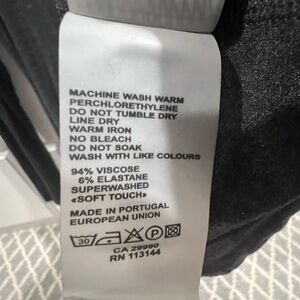 MACHINE WASH WARM
PERCHLORETHYLENE
DO NOT TUMBLE DRY
LINE DRY
WARM IRON
NO BLEACH
DO NOT SOAK
WASH WITH LIKE COLOURS
94% VISCOSE
6% ELASTANE
SUPERWASHED
«SOFT TOUCH»
MADE IN PORTUGAL
EUROPEAN UNION
30 P
CA 29990
RN 113144